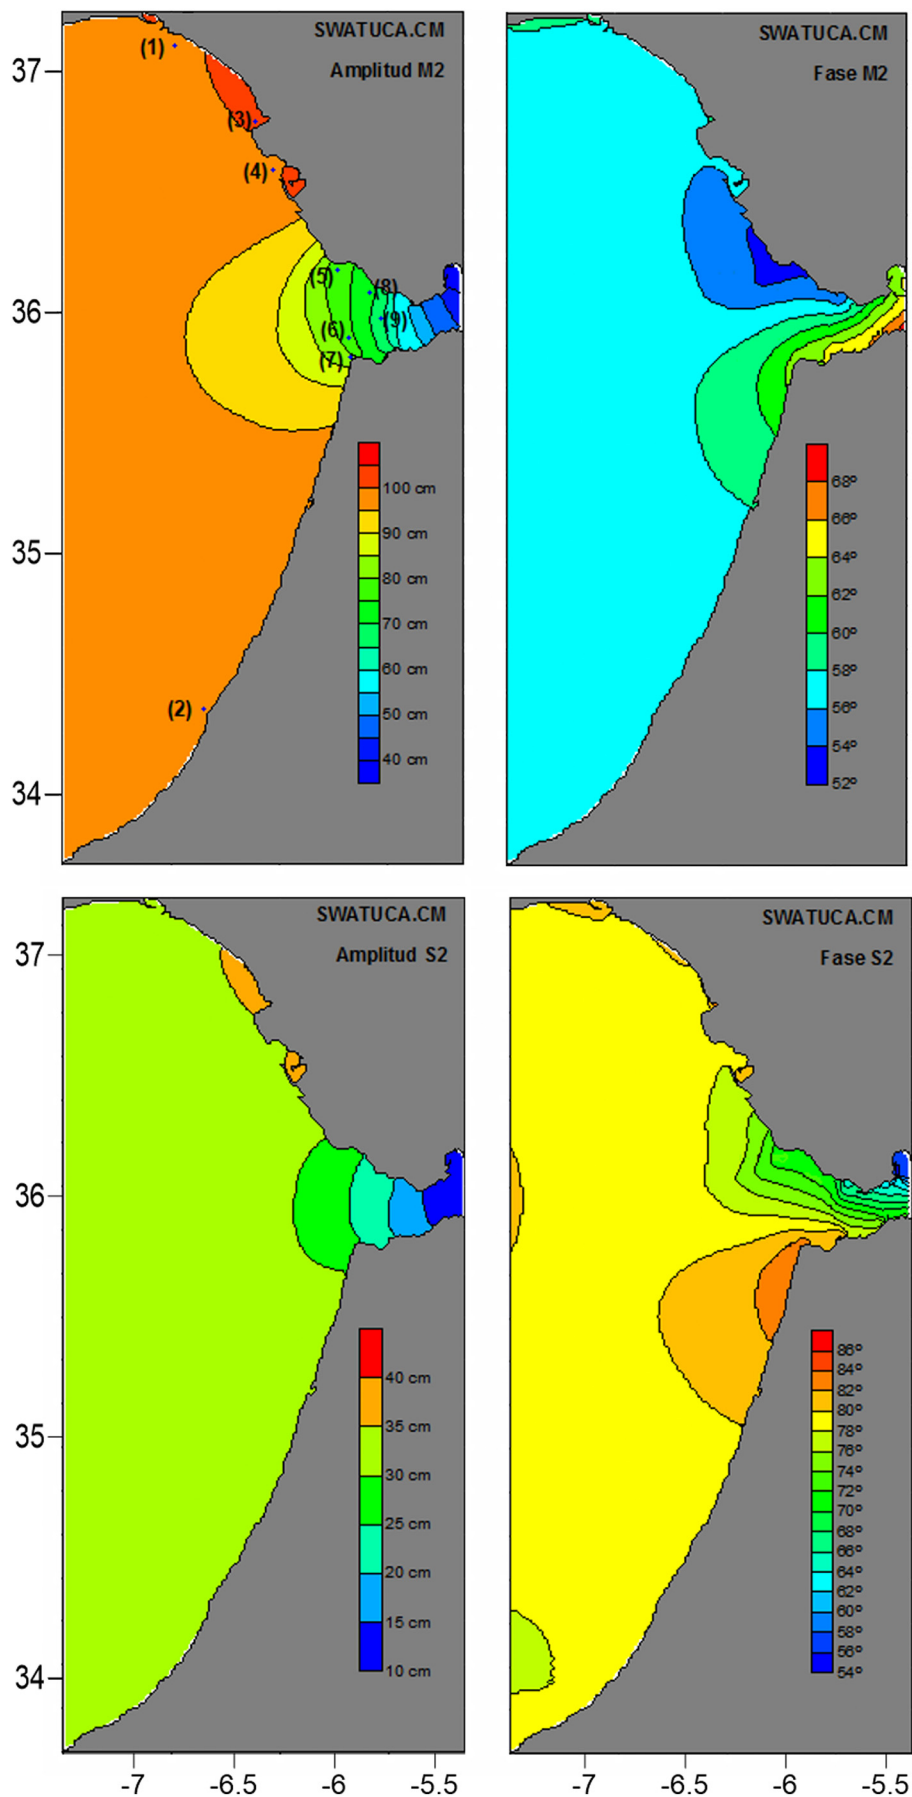 SWATUCA.CM
Amplitud M2
37
36
35
34
(1)
(3)
(4)
(5)
(8)
(6)
(9)
(7)
(2)
100 cm
90 cm
80 cm
70 cm
60 cm
50 cm
40 cm
SWATUCA.CM
Fase M2
68º
66º
64º
62º
60º
58º
56º
54º
52º
SWATUCA.CM
Amplitud S2
37
36
35
34
40 cm
35 cm
30 cm
25 cm
20 cm
15 cm
10 cm
-7 -6.5 -6 -5.5
SWATUCA.CM
Fase S2
86º
84º
82º
80º
78º
76º
74º
72º
70º
68º
66º
64º
62º
60º
58º
56º
54º
-7 -6.5 -6 -5.5